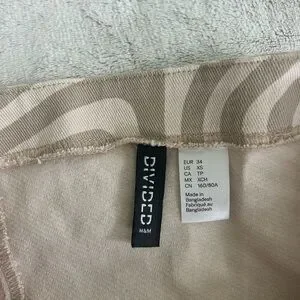 DIVIDED
H&M
EUR 34
US XS
CA TP
MX XCH
CN 160/80A
Made in
Bangladesh
Fabriqué au
Bangladesh